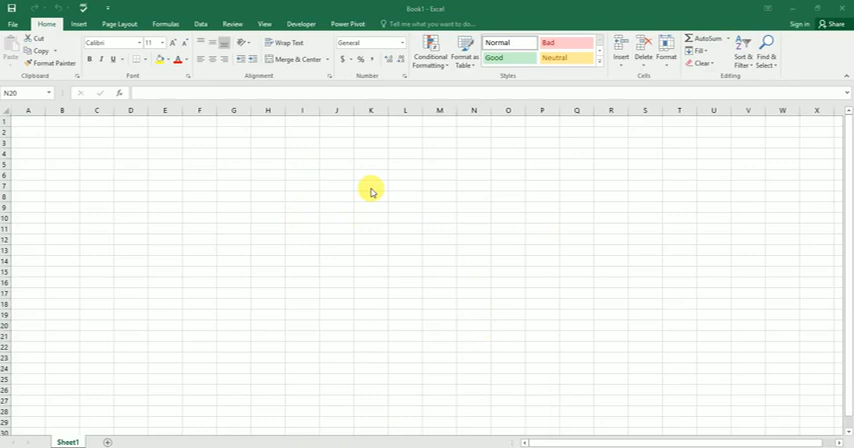 Book1 - Excel
File Home Insert Page Layout Formulas Data Review View Developer Power Pivot Tell me what you want to do... Sign in Share
Paste
Cut
Copy
Format Painter
Clipboard
Calibri 11
B I U
Font
Wrap Text
Merge & Center
Alignment
General
$ % ,
Number
Conditional Formatting
Format as Table
Normal Bad
Good Neutral
Styles
Insert Delete Format
Cells
AutoSum
Fill
Clear
Sort & Filter
Find & Select
Editing
N20 fx
A B C D E F G H I J K L M N O P Q R S T U V W X
1
2
3
4
5
6
7
8
9
10
11
12
13
14
15
16
17
18
19
20
21
22
23
24
25
26
27
28
29
30
Sheet1